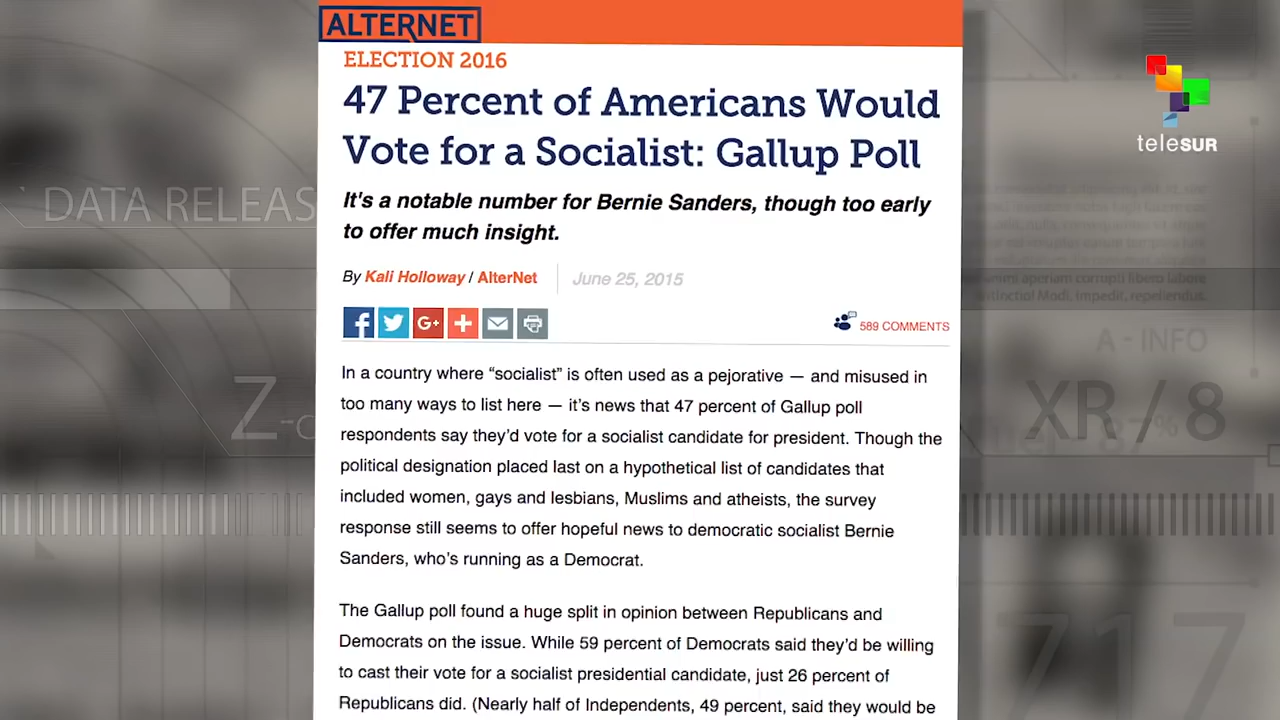 ALTERNET
ELECTION 2016
47 Percent of Americans Would
Vote for a Socialist: Gallup Poll
It's a notable number for Bernie Sanders, though too early
to offer much insight.
By Kali Holloway / AlterNet
June 25, 2015
589 COMMENTS
In a country where “socialist” is often used as a pejorative — and misused in
too many ways to list here — it’s news that 47 percent of Gallup poll
respondents say they’d vote for a socialist candidate for president. Though the
political designation placed last on a hypothetical list of candidates that
included women, gays and lesbians, Muslims and atheists, the survey
response still seems to offer hopeful news to democratic socialist Bernie
Sanders, who’s running as a Democrat.
The Gallup poll found a huge split in opinion between Republicans and
Democrats on the issue. While 59 percent of Democrats said they’d be willing
to cast their vote for a socialist presidential candidate, just 26 percent of
Republicans did. (Nearly half of Independents, 49 percent, said they would be
teleSUR
DATA RELEAS
Z-c
A - INFO
XR / 8
717